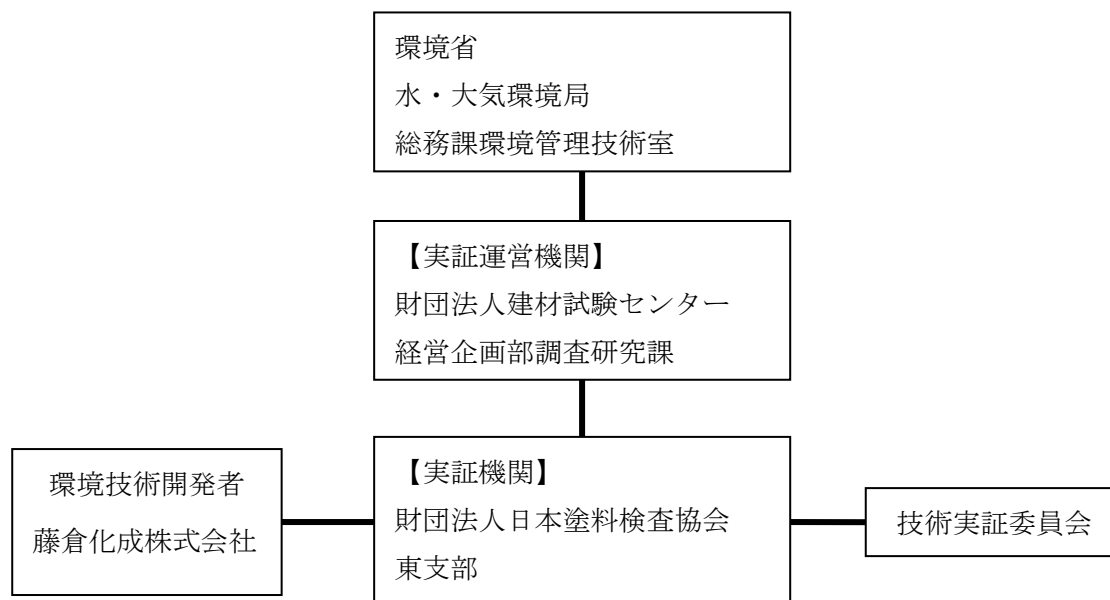 環境省
水・大気環境局
総務課環境管理技術室
【実証運営機関】
財団法人建材試験センター
経営企画部調査研究課
環境技術開発者
藤倉化成株式会社
【実証機関】
財団法人日本塗料検査協会
東支部
技術実証委員会